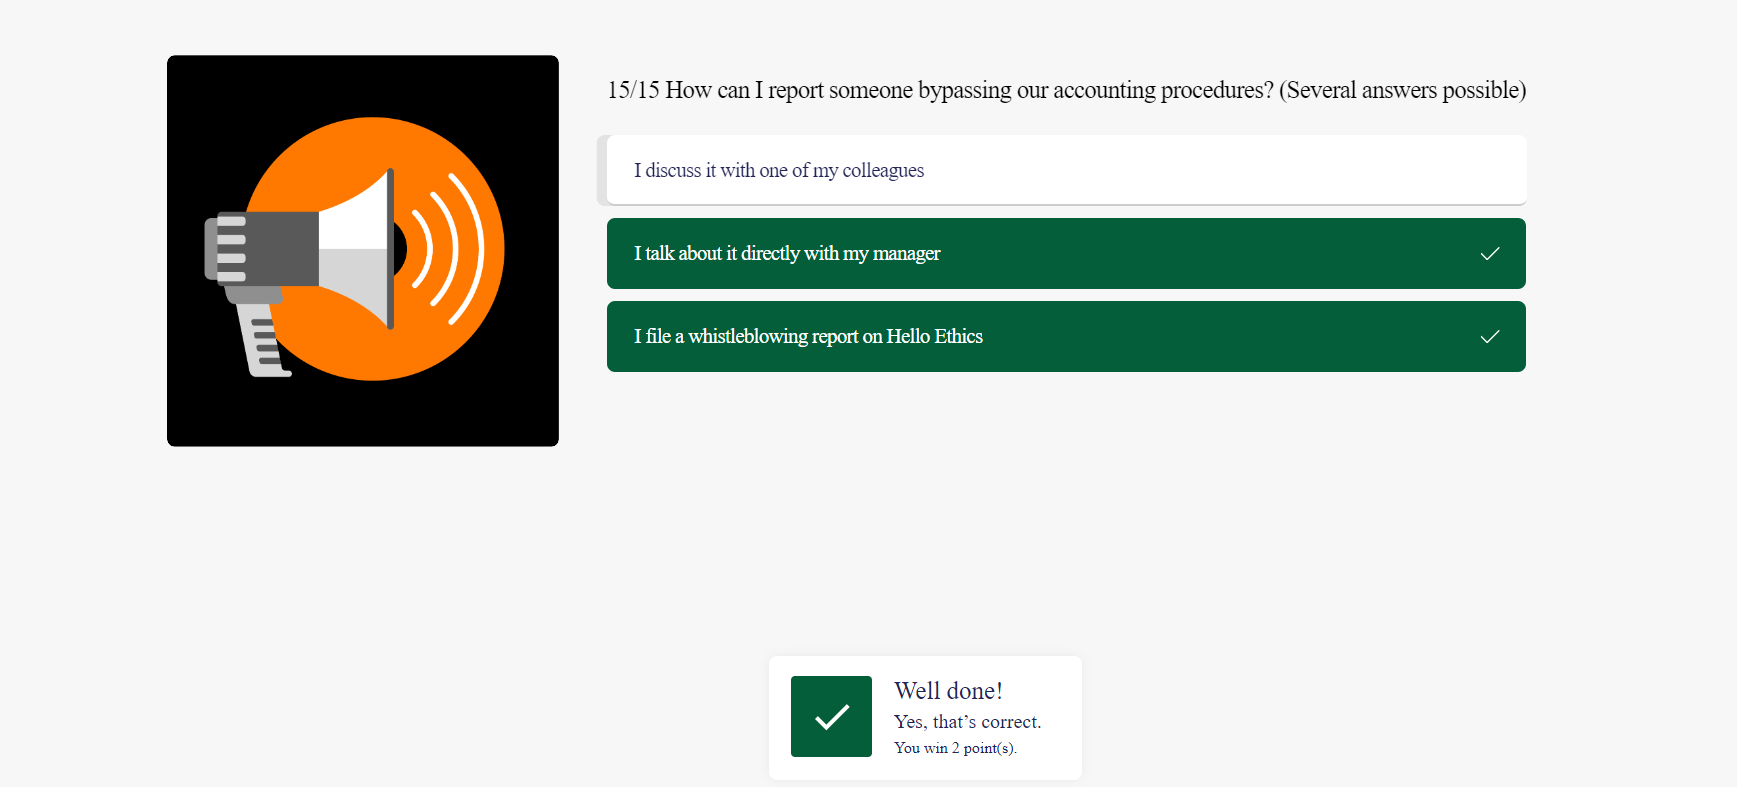 15/15 How can I report someone bypassing our accounting procedures? (Several answers possible)
I discuss it with one of my colleagues
I talk about it directly with my manager
I file a whistleblowing report on Hello Ethics
Well done!
Yes, that’s correct.
You win 2 point(s).